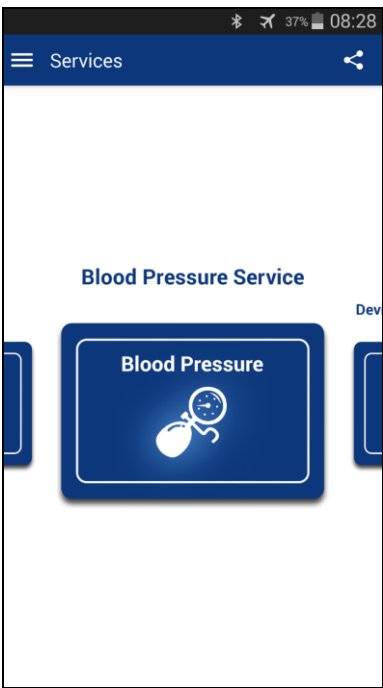 37% 08:28
Services
Blood Pressure Service
Devi
Blood Pressure